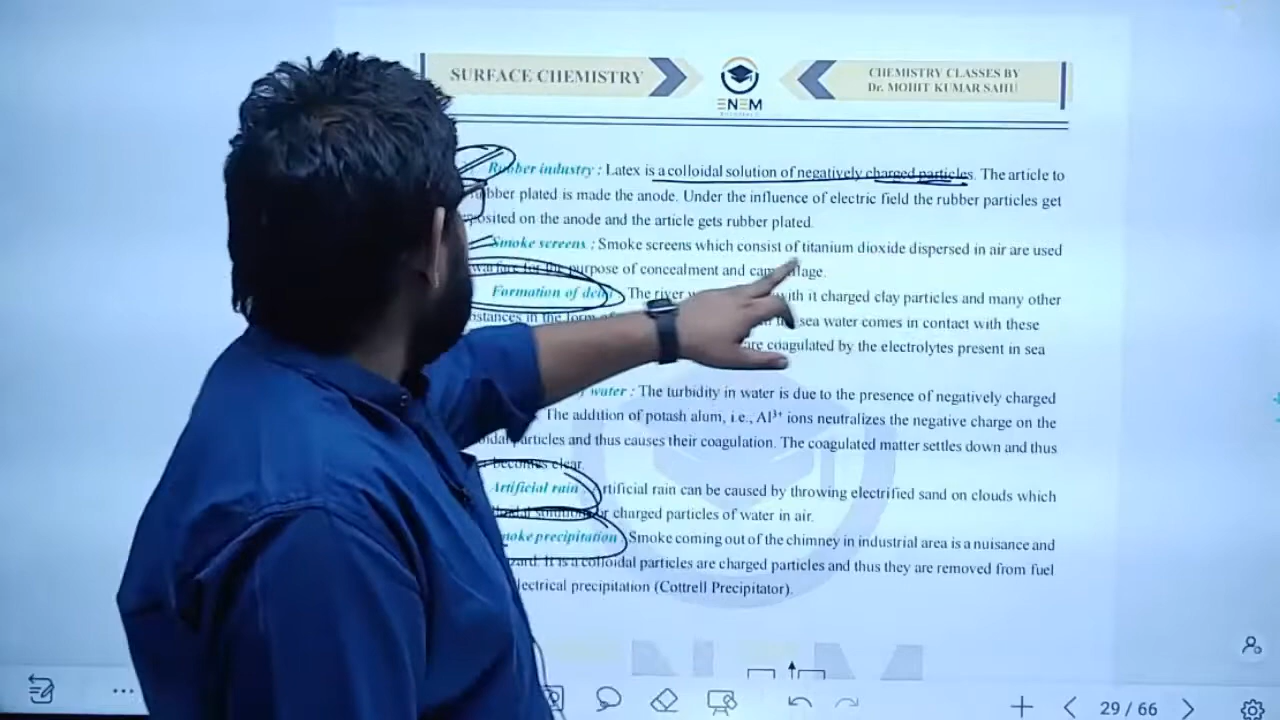 SURFACE CHEMISTRY
ENEM
CHEMISTRY CLASSES BY
Dr. MOHIT KUMAR SAHU
Rubber industry : Latex is a colloidal solution of negatively charged particles. The article to
plated is made the anode. Under the influence of electric field the rubber particles get
on the anode and the article gets rubber plated.
Smoke screens : Smoke screens which consist of titanium dioxide dispersed in air are used
purpose of concealment and
Formation of The river with it charged clay particles and many other
in the form of sea water comes in contact with these
are coagulated by the electrolytes present in sea
water : The turbidity in water is due to the presence of negatively charged
The addition of potash alum, i.e., Al³⁺ ions neutralizes the negative charge on the
particles and thus causes their coagulation. The coagulated matter settles down and thus
becomes clear.
Artificial rain : Artificial rain can be caused by throwing electrified sand on clouds which
or charged particles of water in air.
precipitation : Smoke coming out of the chimney in industrial area is a nuisance and
It is a colloidal particles are charged particles and thus they are removed from fuel
precipitation (Cottrell Precipitator).
29 / 66